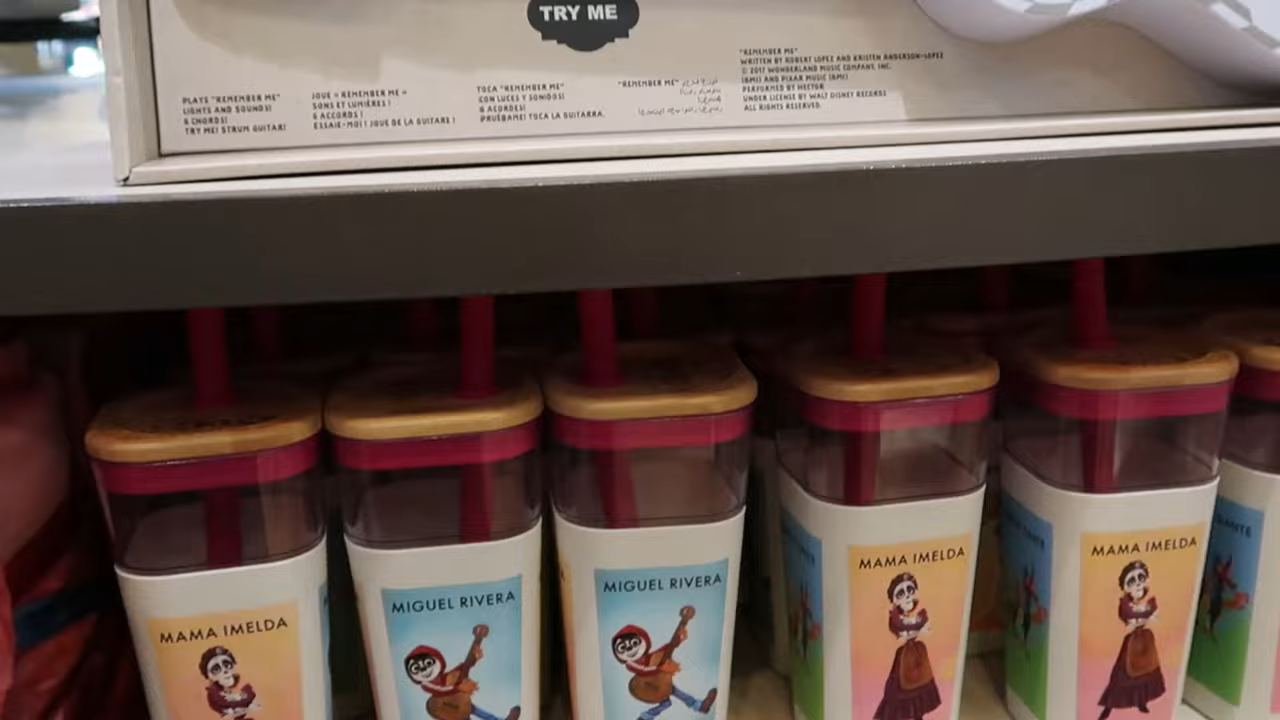 TRY ME
PLAYS "REMEMBER ME"
LIGHTS AND SOUNDS!
6 CHORDS!
TRY ME! STRUM GUITAR!
JOUE « REMEMBER ME »
SONS ET LUMIÈRES !
6 ACCORDS !
ESSAIE-MOI ! JOUE DE LA GUITARE !
TOCA "REMEMBER ME"
CON LUCES Y SONIDOS!
6 ACORDES!
¡PRUÉBAME! TOCA LA GUITARRA.
"REMEMBER ME"
"REMEMBER ME"
WRITTEN BY ROBERT LOPEZ AND KRISTEN ANDERSON-LOPEZ
© 2017 WONDERLAND MUSIC COMPANY, INC.
(BMI) AND PIXAR MUSIC (BMI)
PERFORMED BY HECTOR
UNDER LICENSE BY WALT DISNEY RECORDS
ALL RIGHTS RESERVED.
MAMA IMELDA
MIGUEL RIVERA
MIGUEL RIVERA
MAMA IMELDA
MAMA IMELDA